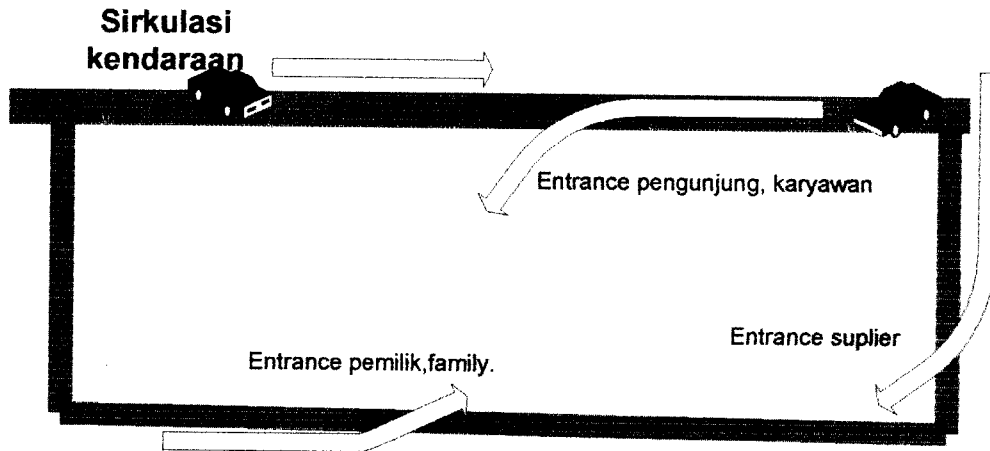 Sirkulasi
kendaraan
Entrance pengunjung, karyawan
Entrance suplier
Entrance pemilik,family.